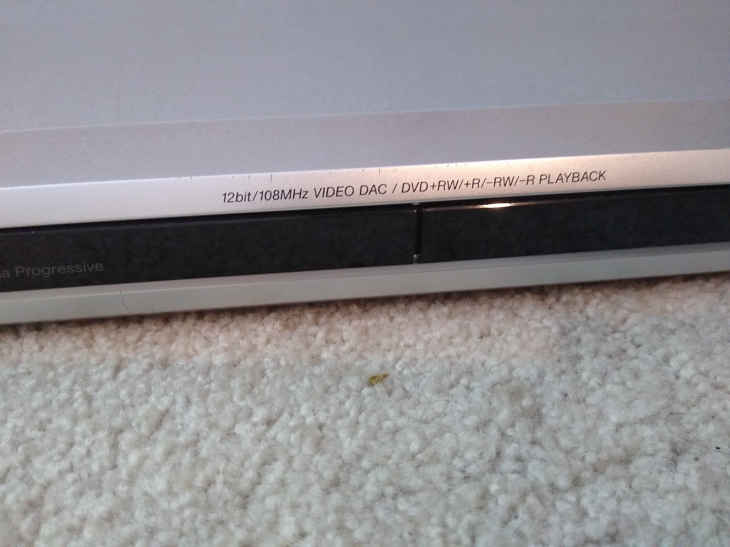 12bit/108MHz VIDEO DAC / DVD+RW/+R/-RW/-R PLAYBACK
Progressive